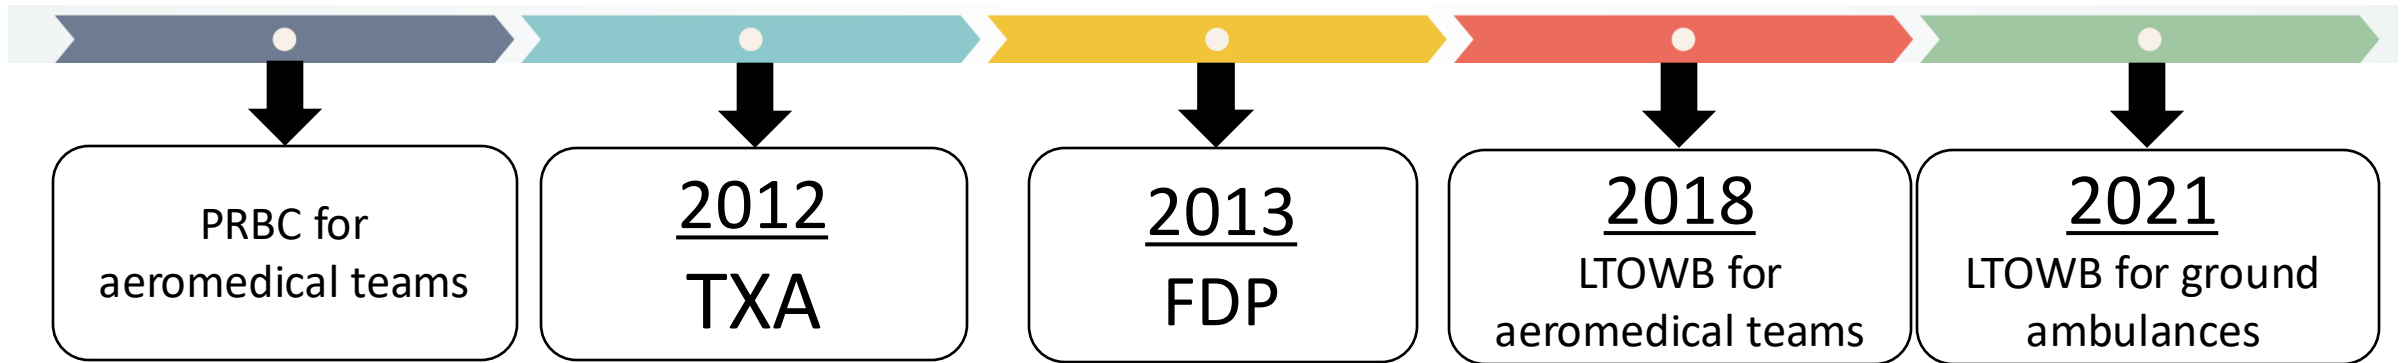 PRBC for
aeromedical teams
2012
TXA
2013
FDP
2018
LTOWB for
aeromedical teams
2021
LTOWB for ground
ambulances